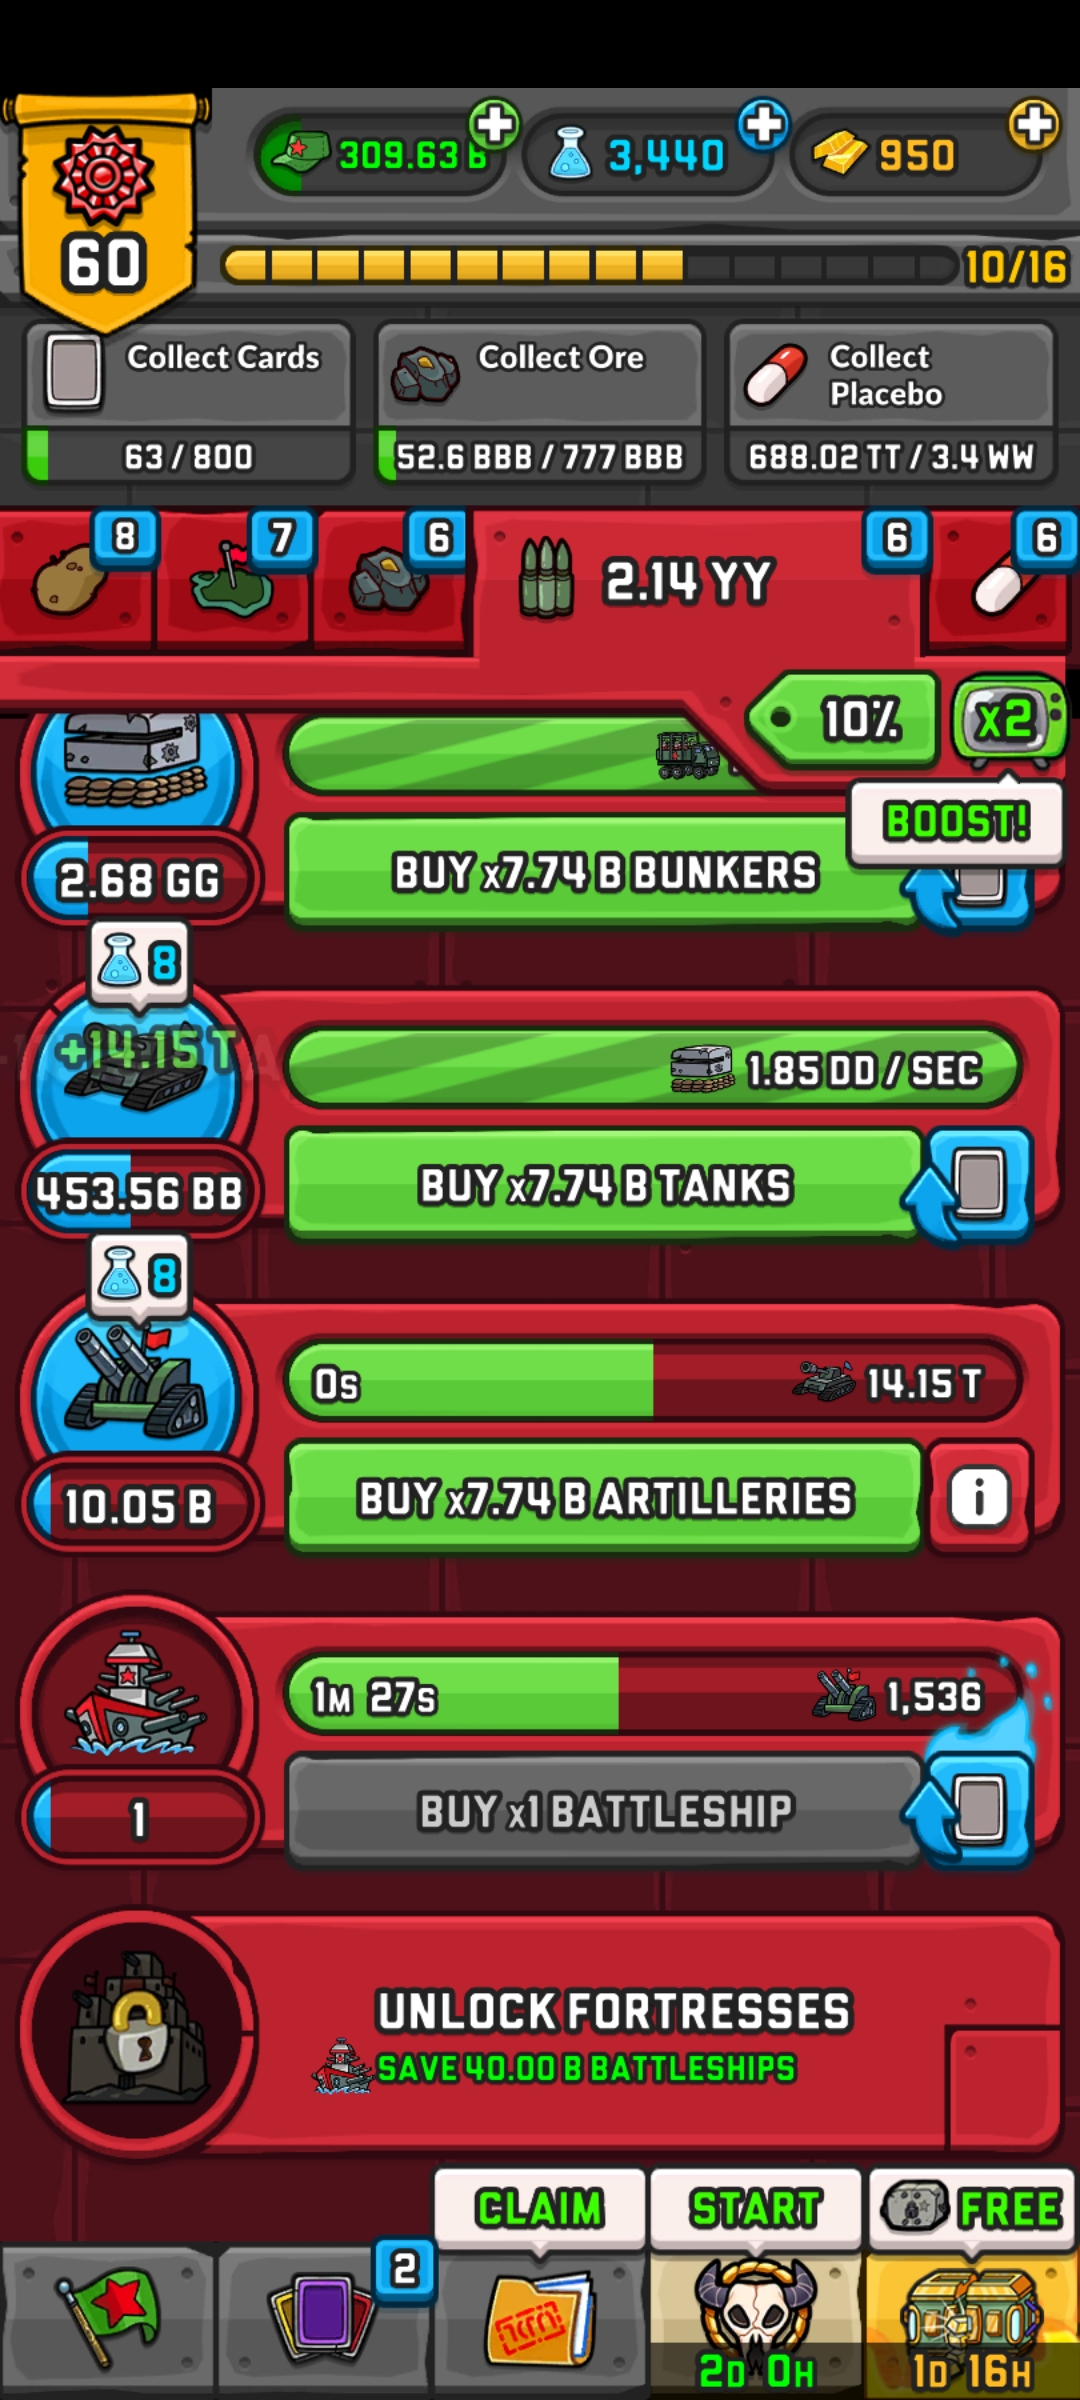 309.63 B
3,440
950
60
10/16
Collect Cards
63 / 800
Collect Ore
52.6 BBB / 777 BBB
Collect
Placebo
688.02 TT / 3.4 WW
8
7
6
2.14 YY
6
6
10%
x2
BOOST!
2.68 GG
BUY x7.74 B BUNKERS
8
+14.15 T
1.85 DD / SEC
453.56 BB
BUY x7.74 B TANKS
8
0s
14.15 T
10.05 B
BUY x7.74 B ARTILLERIES
i
1M 27s
1,536
1
BUY x1 BATTLESHIP
UNLOCK FORTRESSES
SAVE 40.00 B BATTLESHIPS
CLAIM
START
FREE
2
2D 0H
1D 16H